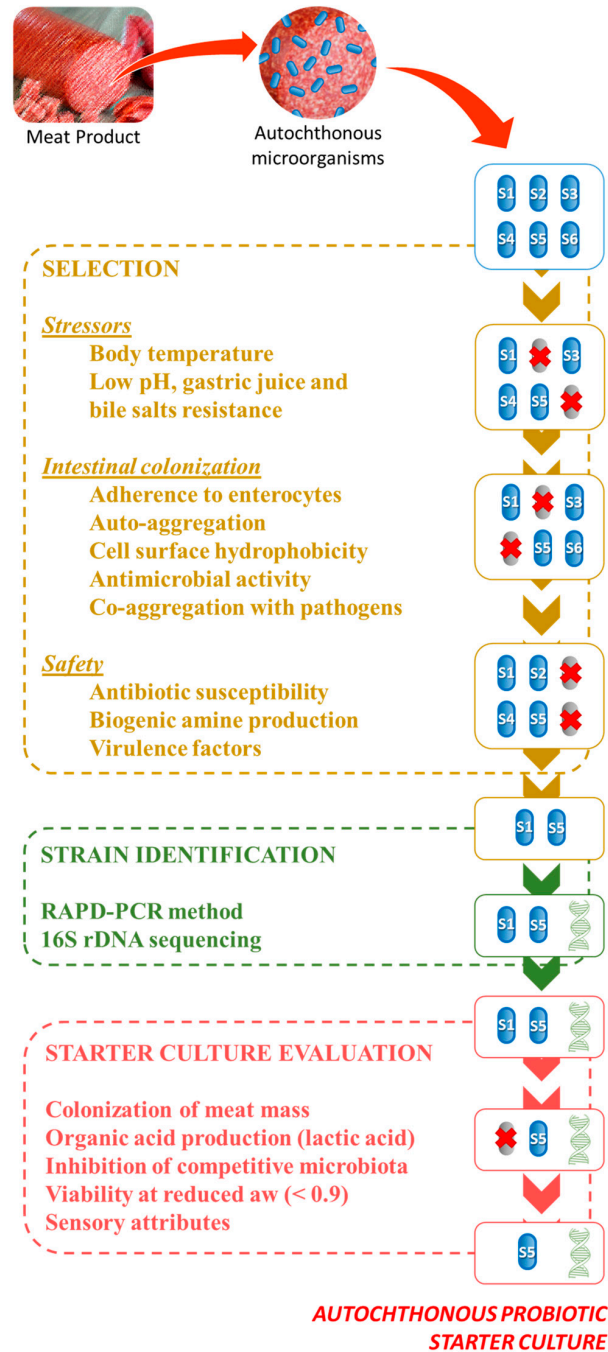 Meat Product
Autochthonous
microorganisms
S1 S2 S3
S4 S5 S6
SELECTION
Stressors
Body temperature
Low pH, gastric juice and
bile salts resistance
S1 S3
S4 S5
Intestinal colonization
Adherence to enterocytes
Auto-aggregation
Cell surface hydrophobicity
Antimicrobial activity
Co-aggregation with pathogens
S1 S3
S5 S6
Safety
Antibiotic susceptibility
Biogenic amine production
Virulence factors
S1 S2
S4 S5
S1 S5
STRAIN IDENTIFICATION
RAPD-PCR method
16S rDNA sequencing
S1 S5
S1 S5
STARTER CULTURE EVALUATION
Colonization of meat mass
Organic acid production (lactic acid)
Inhibition of competitive microbiota
Viability at reduced aw (< 0.9)
Sensory attributes
S5
S5
AUTOCHTHONOUS PROBIOTIC
STARTER CULTURE